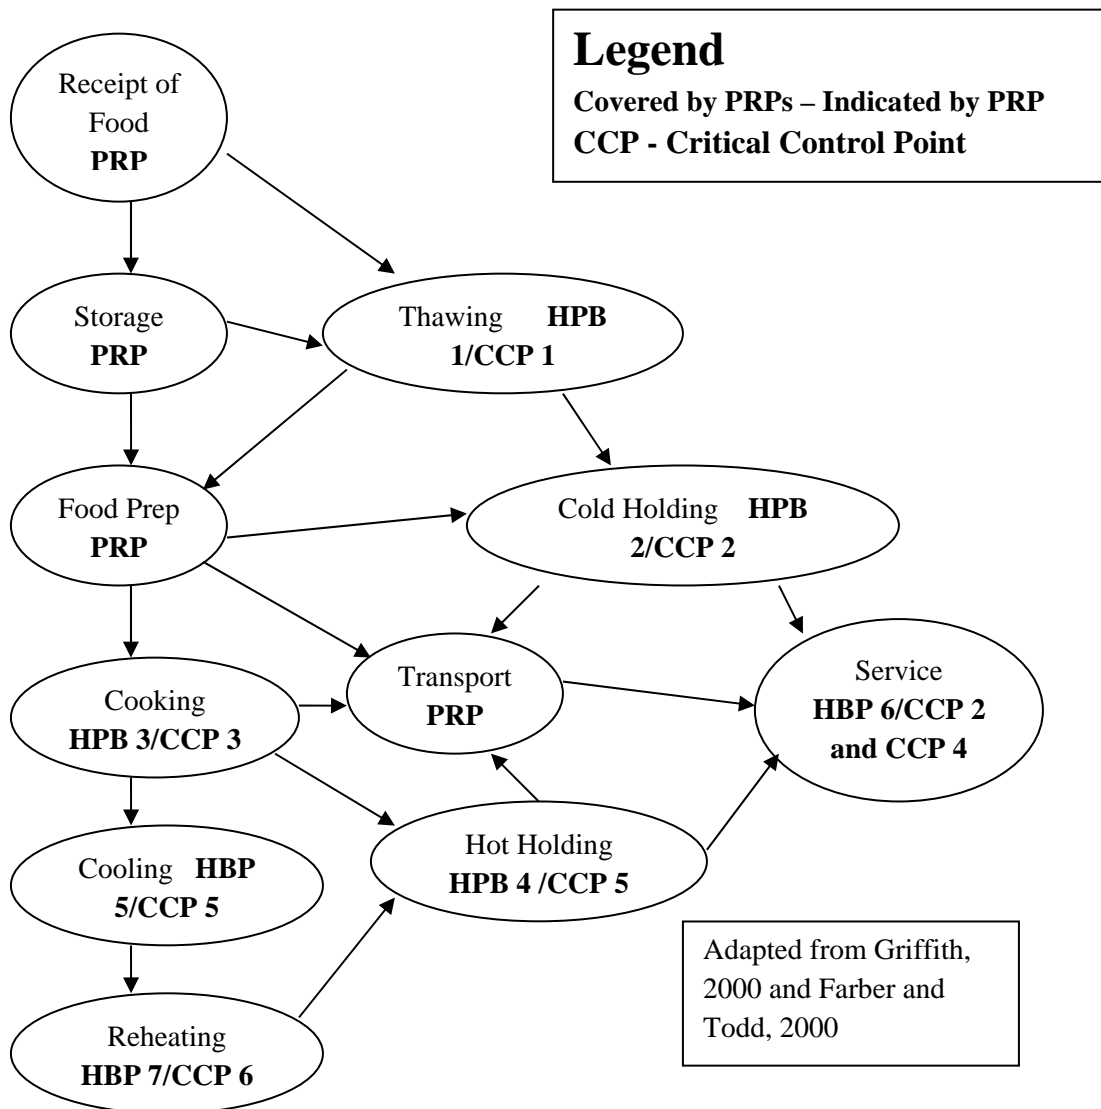 Legend
Covered by PRPs – Indicated by PRP
CCP - Critical Control Point
Receipt of
Food
PRP
Storage
PRP
Thawing HPB
1/CCP 1
Food Prep
PRP
Cold Holding HPB
2/CCP 2
Cooking
HPB 3/CCP 3
Transport
PRP
Service
HBP 6/CCP 2
and CCP 4
Cooling HBP
5/CCP 5
Hot Holding
HPB 4 /CCP 5
Reheating
HBP 7/CCP 6
Adapted from Griffith,
2000 and Farber and
Todd, 2000